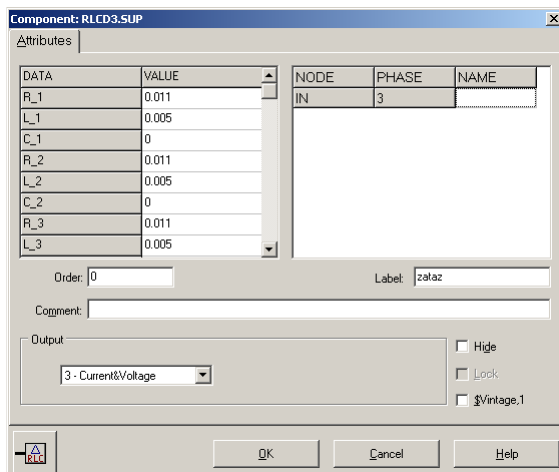 Component: RLCD3.SUP
Attributes
DATA VALUE
R_1 0.011
L_1 0.005
C_1 0
R_2 0.011
L_2 0.005
C_2 0
R_3 0.011
L_3 0.005
NODE PHASE NAME
IN 3
Order: 0
Label: zataz
Comment:
Output
3 - Current&Voltage
Hide
Lock
$Vintage,1
RLC
OK
Cancel
Help